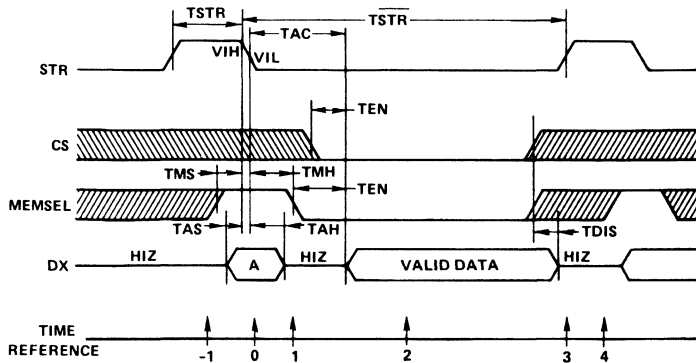 TSTR
TSTR
TAC
VIH
VIL
STR
TEN
CS
TMS
TMH
TEN
MEMSEL
TAS
TAH
TDIS
DX
HIZ
A
HIZ
VALID DATA
HIZ
TIME
REFERENCE
-1
0
1
2
3
4